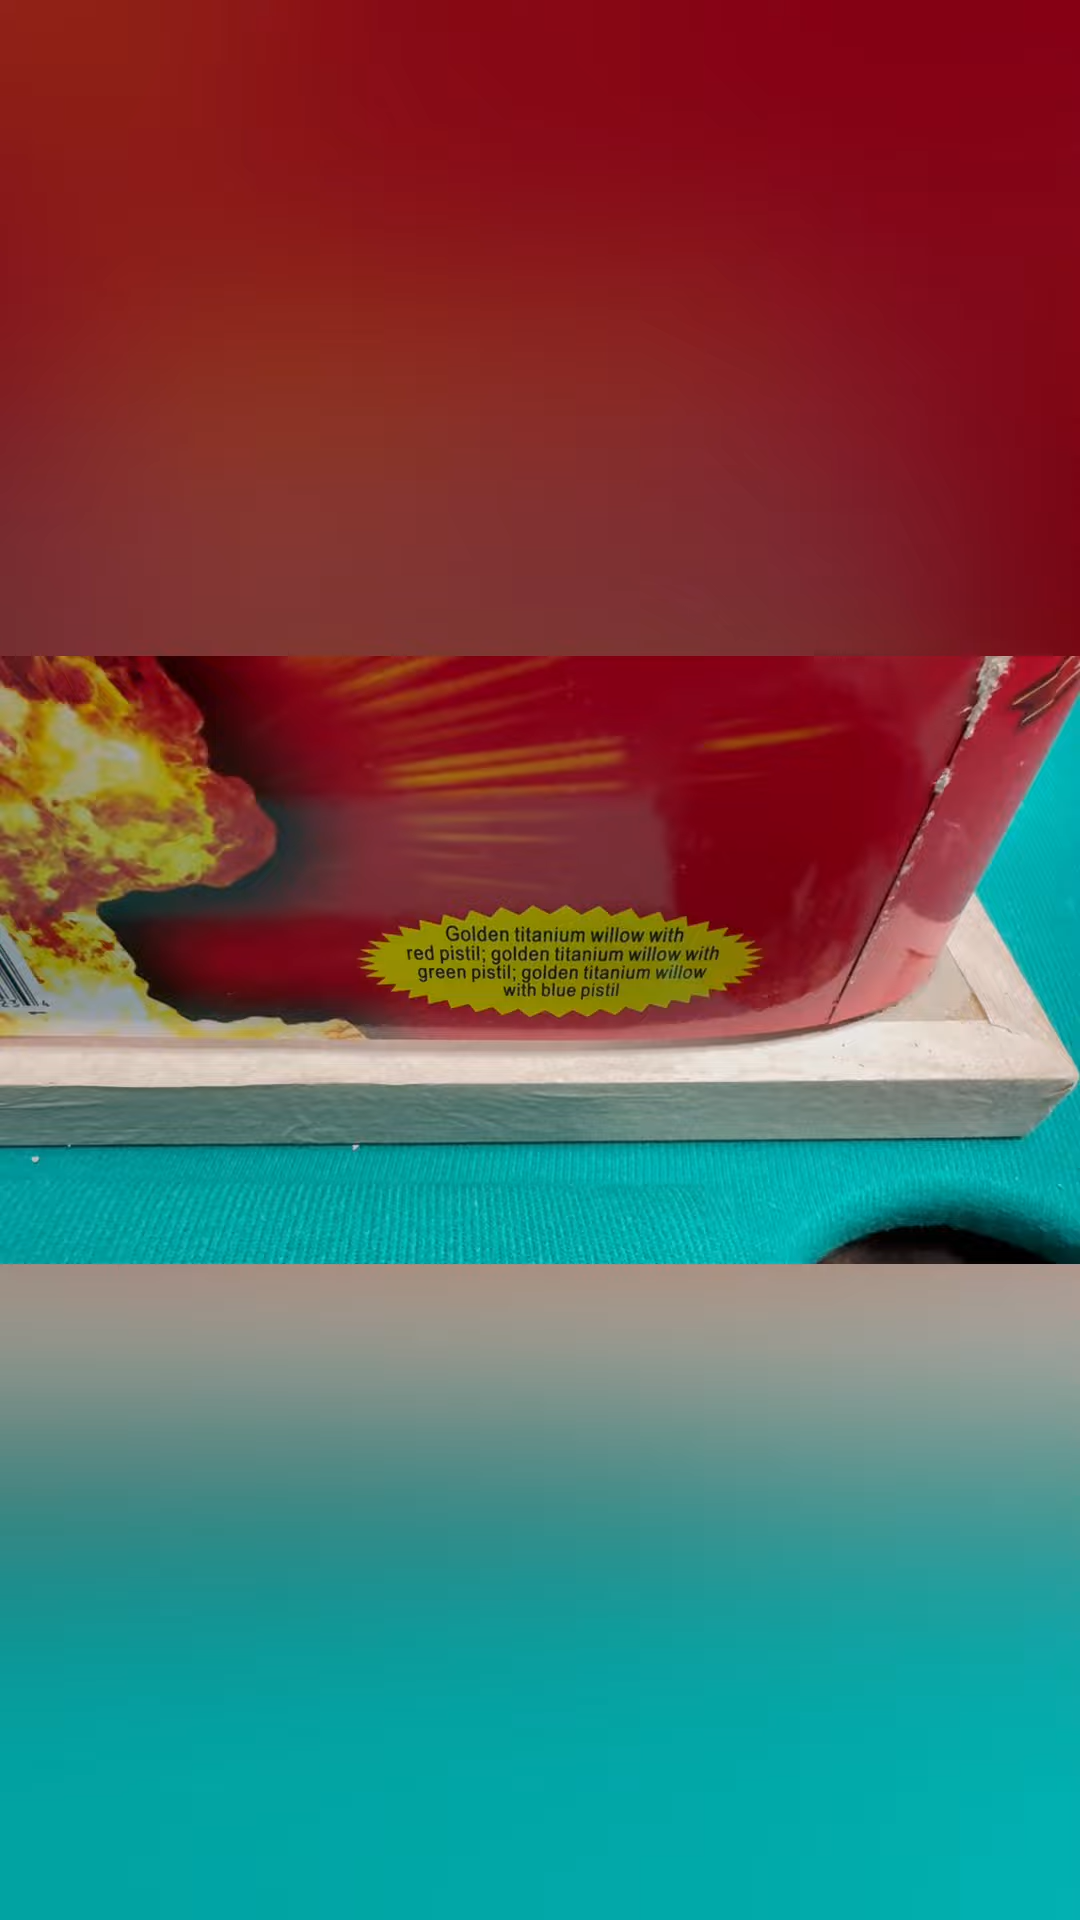 Golden titanium willow with
red pistil; golden titanium willow with
green pistil; golden titanium willow
with blue pistil